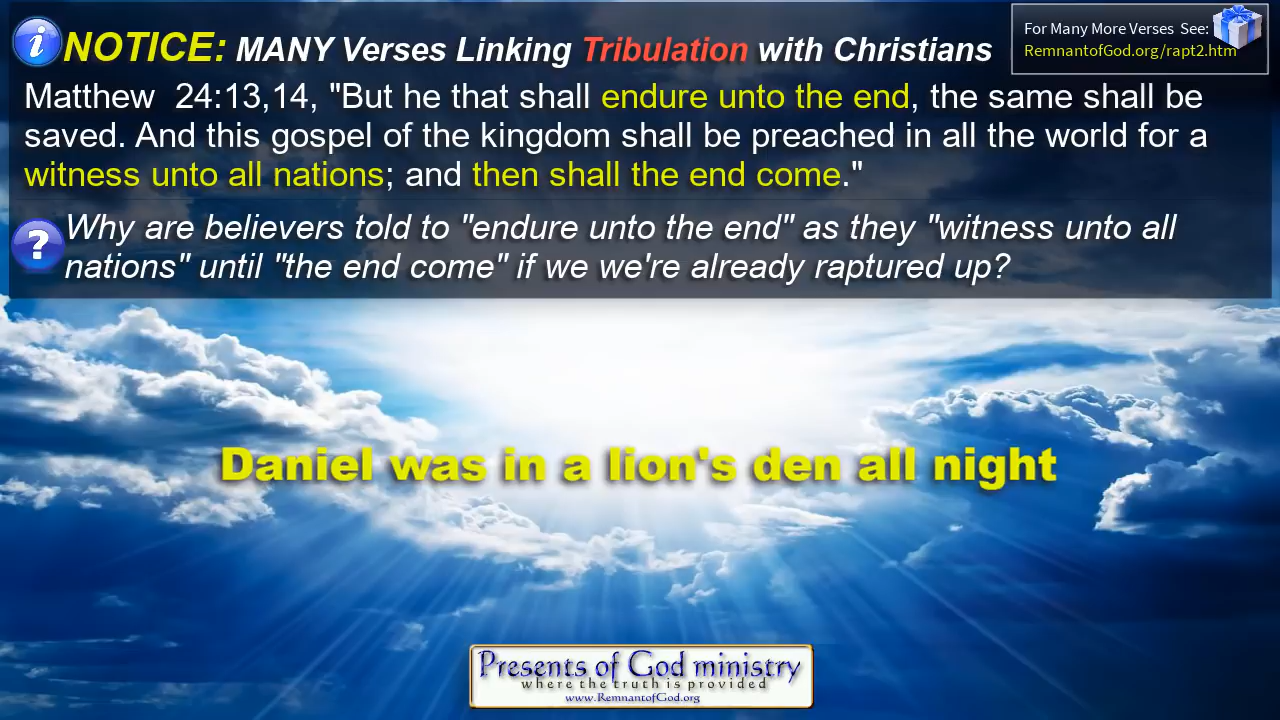 NOTICE: MANY Verses Linking Tribulation with Christians
For Many More Verses See:
RemnantofGod.org/rapt2.htm
Matthew 24:13,14, "But he that shall endure unto the end, the same shall be
saved. And this gospel of the kingdom shall be preached in all the world for a
witness unto all nations; and then shall the end come."
? Why are believers told to "endure unto the end" as they "witness unto all
nations" until "the end come" if we we're already raptured up?
Daniel was in a lion's den all night
Presents of God ministry
where the truth is provided
www.RemnantofGod.org